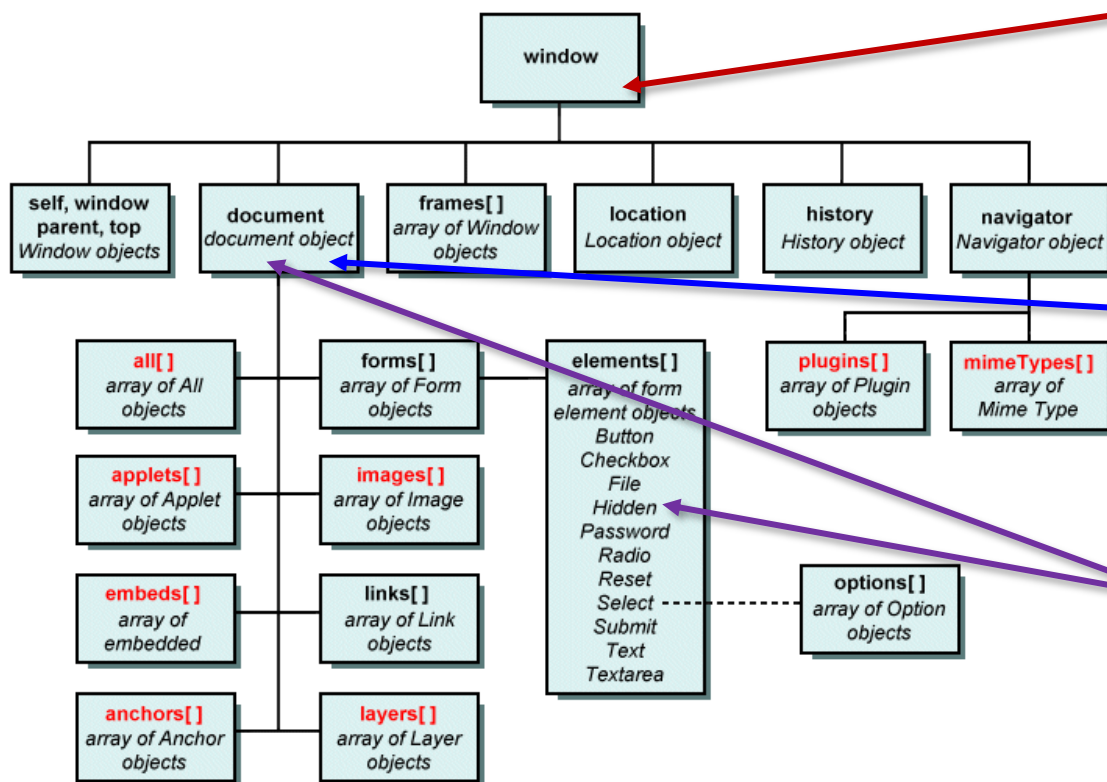 window
self, window
parent, top
Window objects
document
document object
frames[ ]
array of Window
objects
location
Location object
history
History object
navigator
Navigator object
all[ ]
array of All
objects
forms[ ]
array of Form
objects
elements[ ]
array of form
element objects
Button
Checkbox
File
Hidden
Password
Radio
Reset
Select
Submit
Text
Textarea
plugins[ ]
array of Plugin
objects
mimeTypes[ ]
array of
Mime Type
applets[ ]
array of Applet
objects
images[ ]
array of Image
objects
embeds[ ]
array of
embedded
links[ ]
array of Link
objects
options[ ]
array of Option
objects
anchors[ ]
array of Anchor
objects
layers[ ]
array of Layer
objects